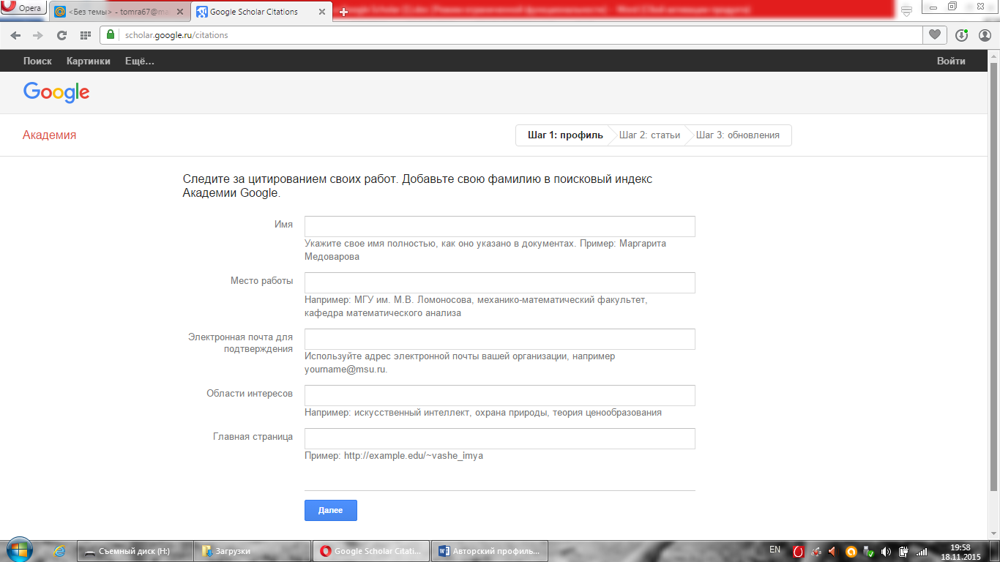 Opera
<Без темы> - tomra67@ma
Google Scholar Citations
scholar.google.ru/citations
Поиск Картинки Ещё... Войти
Google
Академия
Шаг 1: профиль Шаг 2: статьи Шаг 3: обновления
Следите за цитированием своих работ. Добавьте свою фамилию в поисковый индекс
Академии Google.
Имя
Укажите свое имя полностью, как оно указано в документах. Пример: Маргарита
Медоварова
Место работы
Например: МГУ им. М.В. Ломоносова, механико-математический факультет,
кафедра математического анализа
Электронная почта для
подтверждения
Используйте адрес электронной почты вашей организации, например
yourname@msu.ru.
Области интересов
Например: искусственный интеллект, охрана природы, теория ценообразования
Главная страница
Пример: http://example.edu/~vashe_imya
Далее
Съемный диск (H:)
Загрузки
Google Scholar Citati...
Авторский профиль...
EN
19:58
18.11.2015